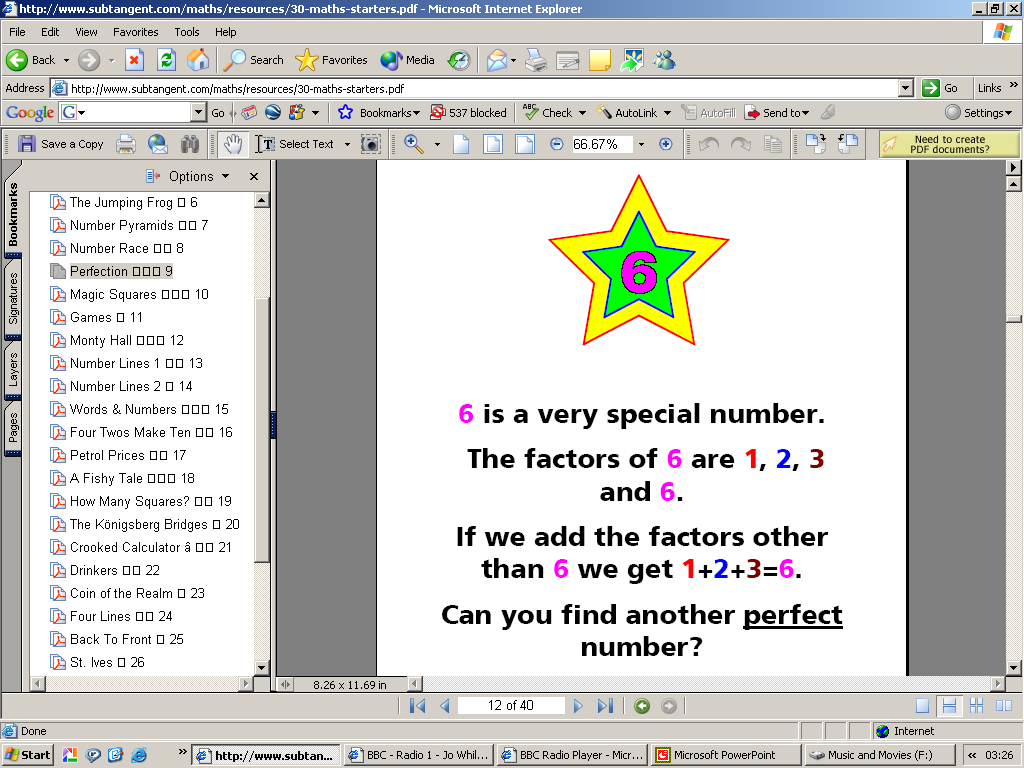 http://www.subtangent.com/maths/resources/30-maths-starters.pdf - Microsoft Internet Explorer
File Edit View Favorites Tools Help
Back Search Favorites Media
Address http://www.subtangent.com/maths/resources/30-maths-starters.pdf Go Links »
Google G Go Bookmarks 537 blocked ABC Check AutoLink AutoFill Send to Settings
Save a Copy Select Text 66.67% Need to create PDF documents?
Bookmarks
Signatures
Layers
Pages
Options
The Jumping Frog 6
Number Pyramids 7
Number Race 8
Perfection 9
Magic Squares 10
Games 11
Monty Hall 12
Number Lines 1 13
Number Lines 2 14
Words & Numbers 15
Four Twos Make Ten 16
Petrol Prices 17
A Fishy Tale 18
How Many Squares? 19
The Königsberg Bridges 20
Crooked Calculator â 21
Drinkers 22
Coin of the Realm 23
Four Lines 24
Back To Front 25
St. Ives 26
6
6 is a very special number.
The factors of 6 are 1, 2, 3
and 6.
If we add the factors other
than 6 we get 1+2+3=6.
Can you find another perfect
number?
8.26 x 11.69 in
12 of 40
Done Internet
Start » http://www.subtan... BBC - Radio 1 - Jo Whil... BBC Radio Player - Micr... Microsoft PowerPoint Music and Movies (F:) « 03:26